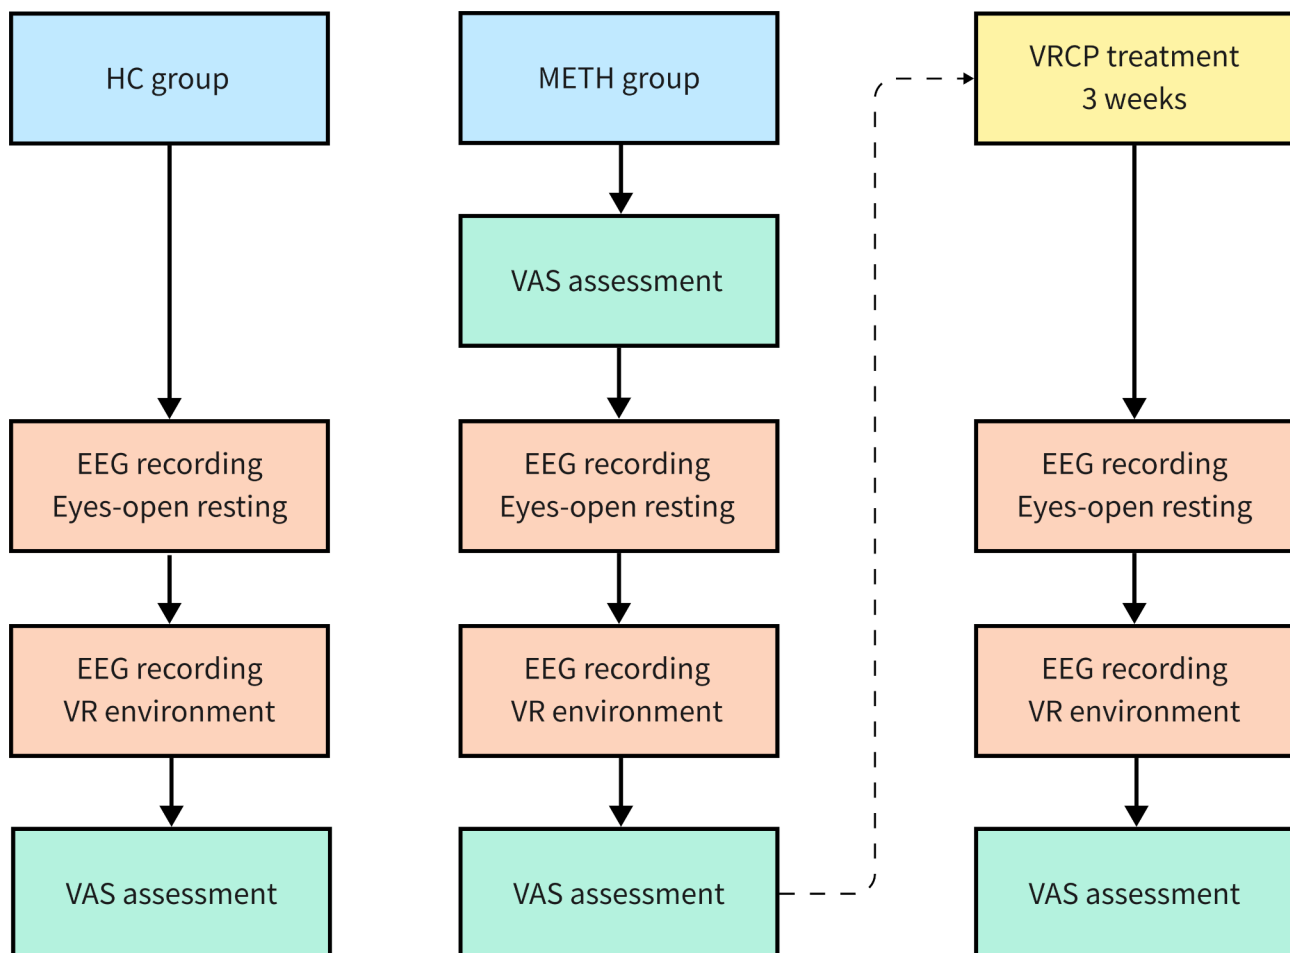 HC group
EEG recording
Eyes-open resting
EEG recording
VR environment
VAS assessment
METH group
VAS assessment
EEG recording
Eyes-open resting
EEG recording
VR environment
VAS assessment
VRCP treatment
3 weeks
EEG recording
Eyes-open resting
EEG recording
VR environment
VAS assessment